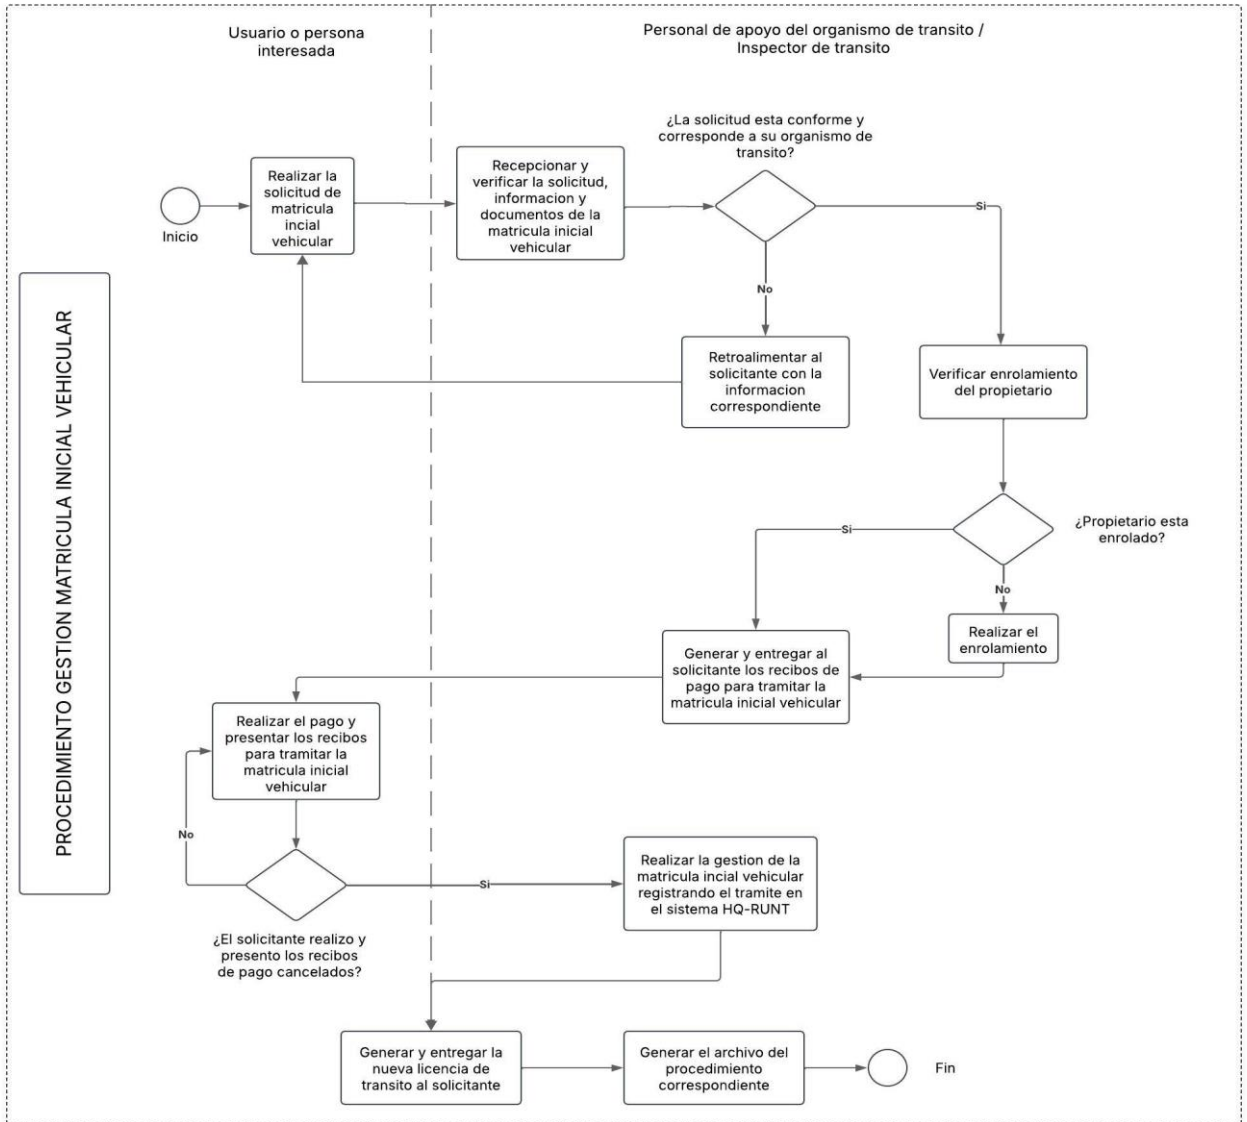 Usuario o persona
interesada
Personal de apoyo del organismo de transito /
Inspector de transito
¿La solicitud esta conforme y
corresponde a su organismo de
transito?
Realizar la
solicitud de
matricula
incial
vehicular
Recepcionar y
verificar la solicitud,
informacion y
documentos de la
matricula inicial
vehicular
Inicio
Si
No
PROCEDIMIENTO GESTION MATRICULA INICIAL VEHICULAR
Retroalimentar al
solicitante con la
informacion
correspondiente
Verificar enrolamiento
del propietario
¿Propietario esta
enrolado?
Si
No
Realizar el
enrolamiento
Generar y entregar al
solicitante los recibos de
pago para tramitar la
matricula inicial vehicular
Realizar el pago y
presentar los recibos
para tramitar la
matricula inicial
vehicular
No
Si
Realizar la gestion de la
matricula incial vehicular
registrando el tramite en
el sistema HQ-RUNT
¿El solicitante realizo y
presento los recibos
de pago cancelados?
Generar y entregar la
nueva licencia de
transito al solicitante
Generar el archivo del
procedimiento
correspondiente
Fin